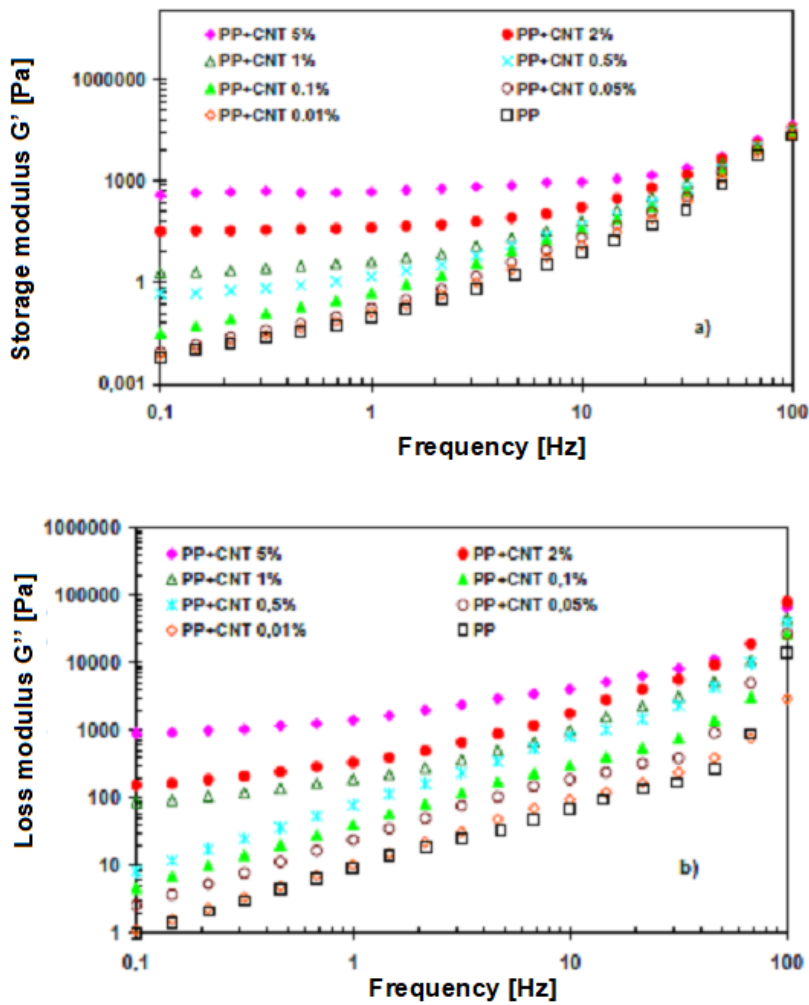 PP+CNT 5% PP+CNT 2%
PP+CNT 1% PP+CNT 0.5%
PP+CNT 0.1% PP+CNT 0.05%
PP+CNT 0.01% PP
Storage modulus G' [Pa]
1000000
1000
1
0,001
a)
0,1 1 10 100
Frequency [Hz]
PP+CNT 5% PP+CNT 2%
PP+CNT 1% PP+CNT 0,1%
PP+CNT 0,5% PP+CNT 0,05%
PP+CNT 0,01% PP
Loss modulus G'' [Pa]
1000000
100000
10000
1000
100
10
1
b)
0,1 1 10 100
Frequency [Hz]